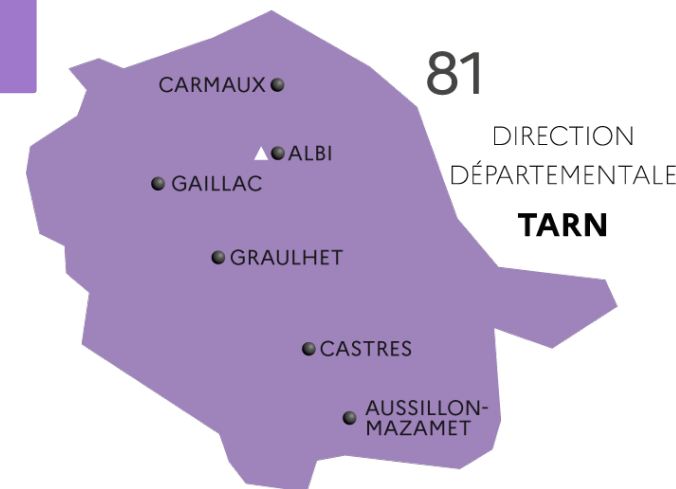 81
DIRECTION
DÉPARTEMENTALE
TARN
CARMAUX
ALBI
GAILLAC
GRAULHET
CASTRES
AUSSILLON-
MAZAMET